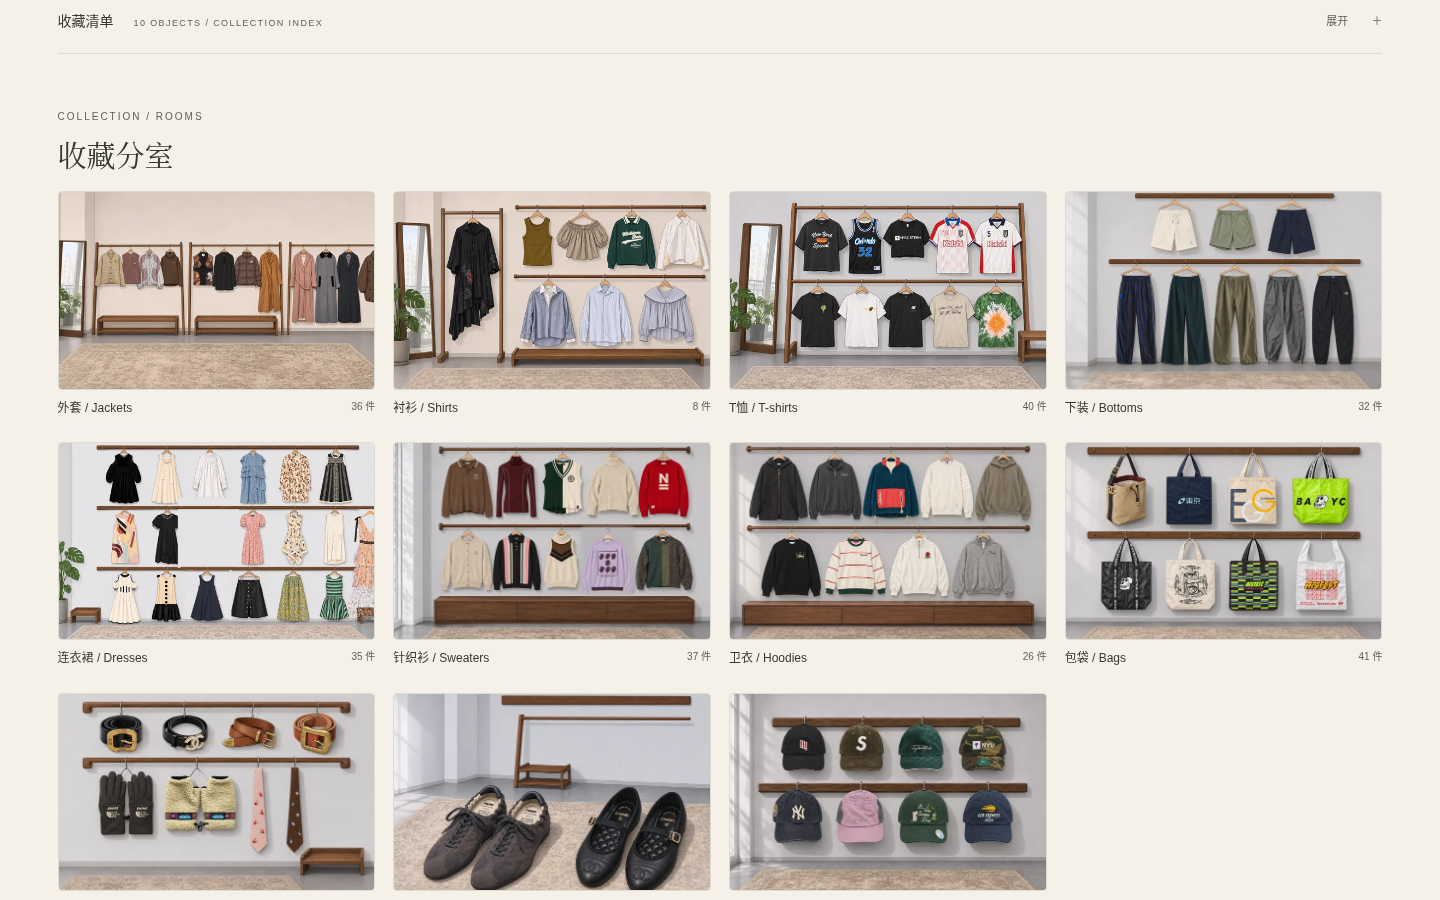 收藏清单 10 OBJECTS / COLLECTION INDEX 展开 +
COLLECTION / ROOMS
收藏分室
外套 / Jackets 36 件
衬衫 / Shirts 8 件
T恤 / T-shirts 40 件
下装 / Bottoms 32 件
连衣裙 / Dresses 35 件
针织衫 / Sweaters 37 件
卫衣 / Hoodies 26 件
包袋 / Bags 41 件